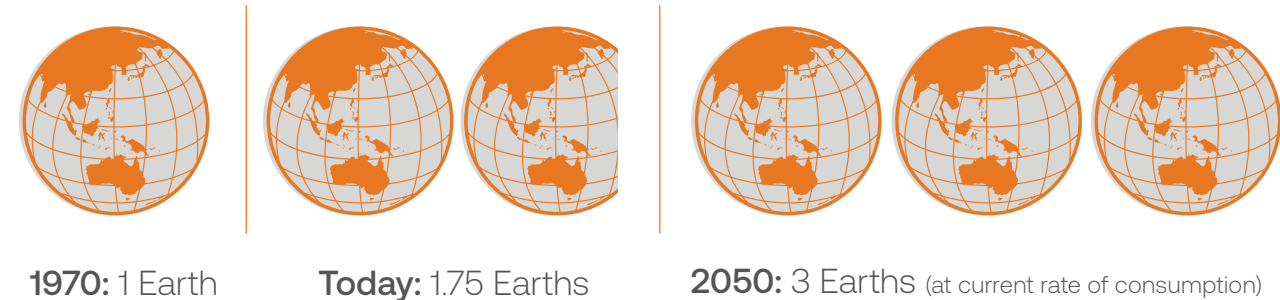 1970: 1 Earth
Today: 1.75 Earths
2050: 3 Earths (at current rate of consumption)